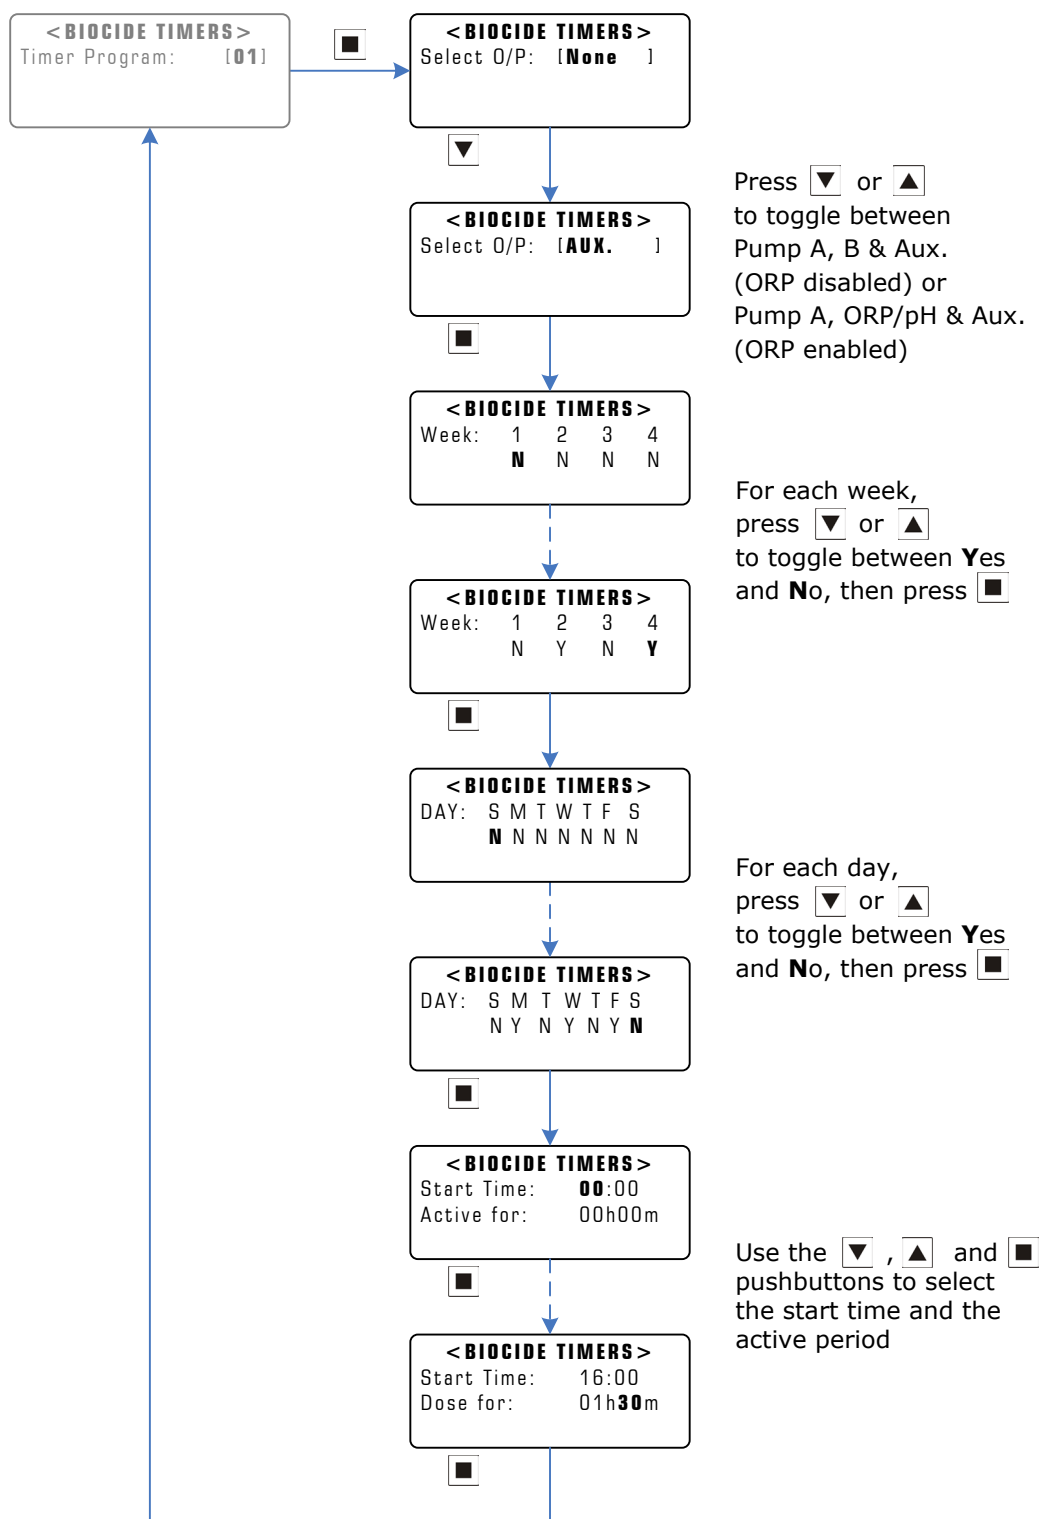 <BIOCIDE TIMERS>
Timer Program: [01]
<BIOCIDE TIMERS>
Select O/P: [None ]
<BIOCIDE TIMERS>
Select O/P: [AUX. ]
Press ▼ or ▲
to toggle between
Pump A, B & Aux.
(ORP disabled) or
Pump A, ORP/pH & Aux.
(ORP enabled)
<BIOCIDE TIMERS>
Week: 1 2 3 4
N N N N
For each week,
press ▼ or ▲
to toggle between Yes
and No, then press ■
<BIOCIDE TIMERS>
Week: 1 2 3 4
N Y N Y
<BIOCIDE TIMERS>
DAY: S M T W T F S
N N N N N N N
For each day,
press ▼ or ▲
to toggle between Yes
and No, then press ■
<BIOCIDE TIMERS>
DAY: S M T W T F S
N Y N Y N Y N
<BIOCIDE TIMERS>
Start Time: 00:00
Active for: 00h00m
Use the ▼ , ▲ and ■
pushbuttons to select
the start time and the
active period
<BIOCIDE TIMERS>
Start Time: 16:00
Dose for: 01h30m